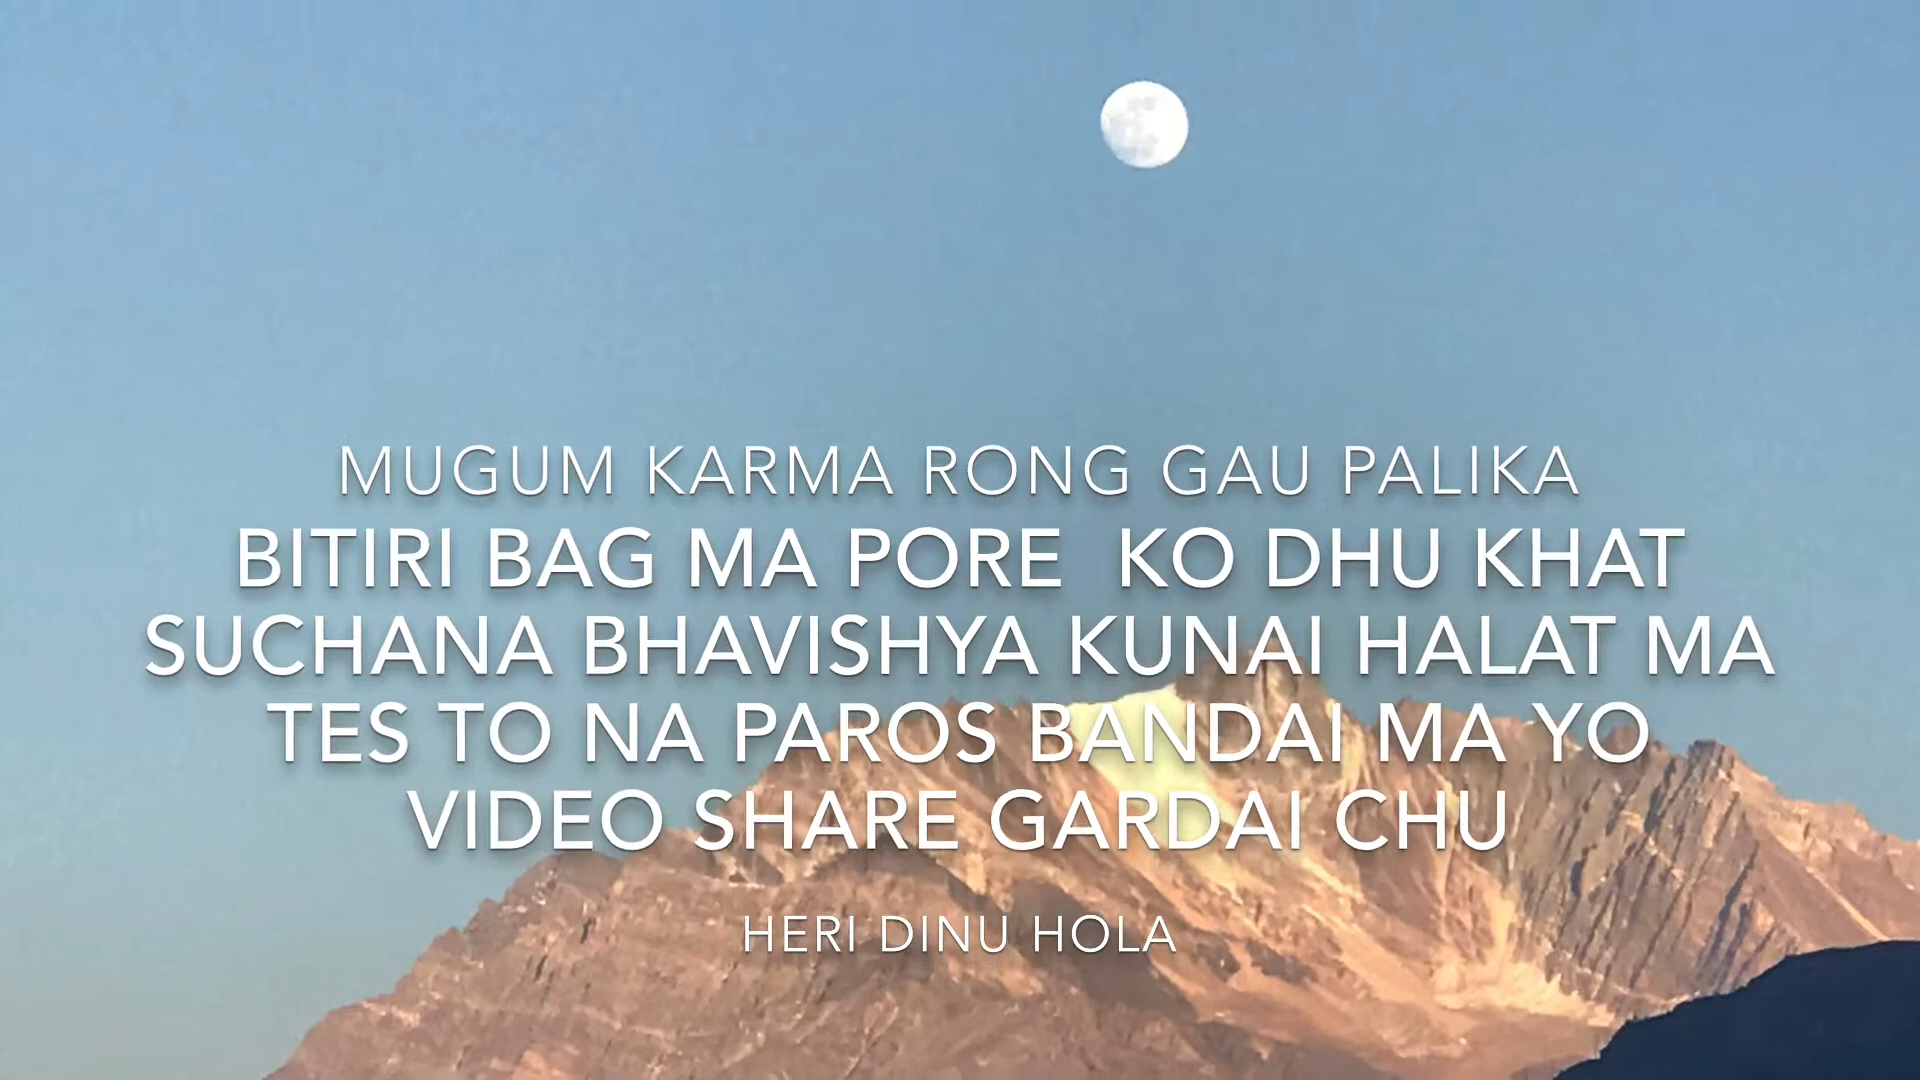 MUGUM KARMA RONG GAU PALIKA
BITIRI BAG MA PORE KO DHU KHAT
SUCHANA BHAVISHYA KUNAI HALAT MA
TES TO NA PAROS BANDAI MA YO
VIDEO SHARE GARDAI CHU
HERI DINU HOLA